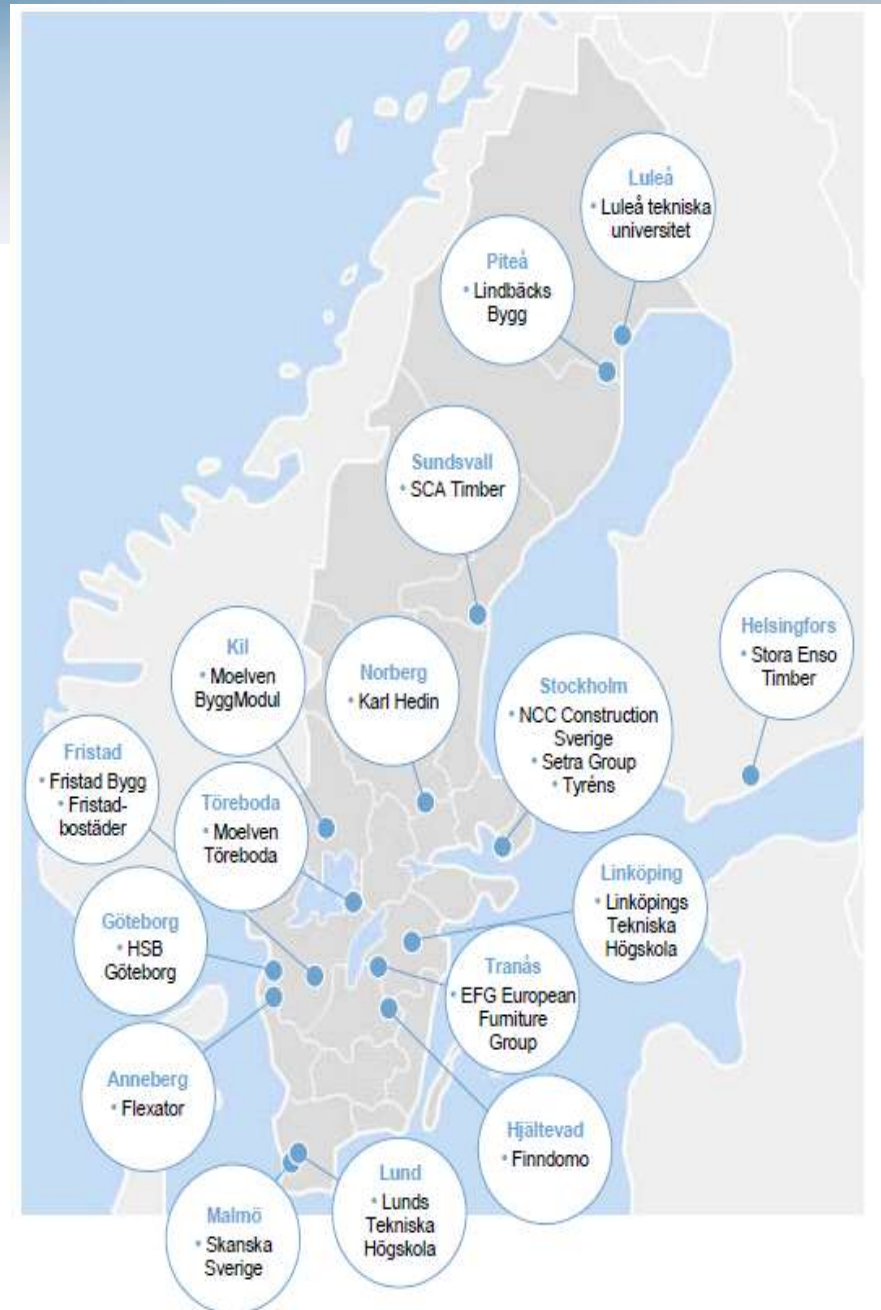 Luleå
• Luleå tekniska
universitet
Piteå
• Lindbäcks
Bygg
Sundsvall
• SCA Timber
Helsingfors
• Stora Enso
Timber
Kil
• Moelven
ByggModul
Norberg
• Karl Hedin
Stockholm
• NCC Construction
Sverige
• Setra Group
• Tyréns
Fristad
• Fristad Bygg
• Fristad-
bostäder
Töreboda
• Moelven
Töreboda
Linköping
• Linköpings
Tekniska
Högskola
Göteborg
• HSB
Göteborg
Tranås
• EFG European
Furniture
Group
Anneberg
• Flexator
Hjältevad
• Finndomo
Lund
• Lunds
Tekniska
Högskola
Malmö
• Skanska
Sverige